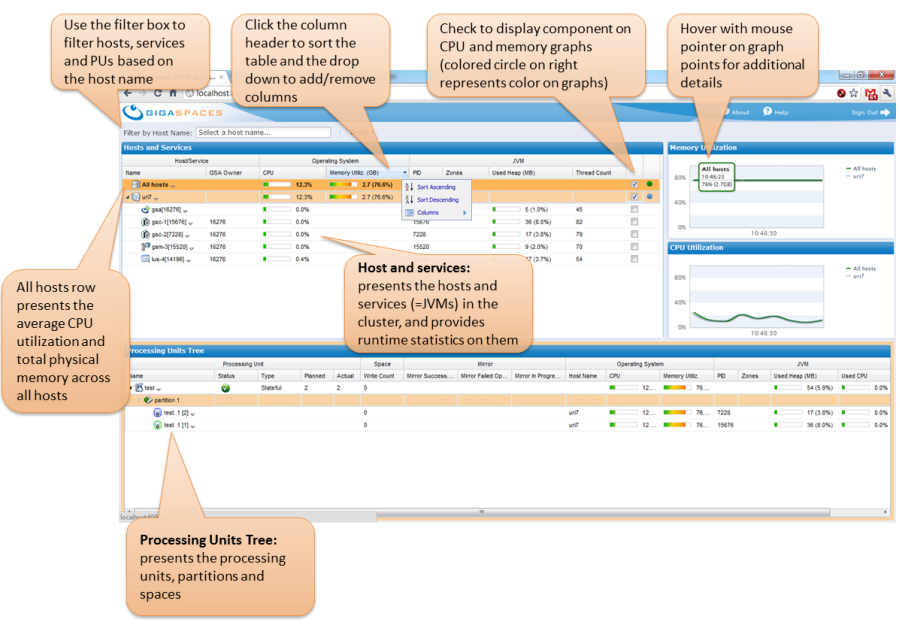 Use the filter box to
filter hosts, services
and PUs based on
the host name
Click the column
header to sort the
table and the drop
down to add/remove
columns
Check to display component on
CPU and memory graphs
(colored circle on right
represents color on graphs)
Hover with mouse
pointer on graph
points for additional
details
localhost
GIGASPACES
About Help Sign Out
Filter by Host Name: Select a host name...
Hosts and Services
Host/Service Operating System JVM
Name GSA Owner CPU Memory Utiliz. (GB) PID Zones Used Heap (MB) Thread Count
All hosts 12.3% 2.7 (76.6%)
uri7 12.3% 2.7 (76.6%)
gsa[16276] 0.0% 5 (1.0%) 45
gsc-1[15676] 16276 0.0% 15676 36 (8.0%) 82
gsc-2[7228] 16276 0.0% 7228 17 (3.8%) 79
gsm-3[15520] 16276 0.0% 15520 9 (2.0%) 70
lus-4[14196] 16276 0.4% 17 (3.7%) 54
Sort Ascending
Sort Descending
Columns
Memory Utilization
80%
40%
0%
All hosts
10:46:23
76% (2.7GB)
10:46:30
All hosts
uri7
CPU Utilization
80%
40%
0%
10:46:30
All hosts
uri7
All hosts row
presents the
average CPU
utilization and
total physical
memory across
all hosts
Host and services:
presents the hosts and
services (=JVMs) in the
cluster, and provides
runtime statistics on them
Processing Units Tree
Processing Unit Space Mirror Operating System JVM
Name Status Type Planned Actual Write Count Mirror Success.... Mirror Failed Op... Mirror In Progre... Host Name CPU Memory Utiliz. PID Zones Used Heap (MB) Used CPU
test Stateful 2 2 0 12.... 76.... 54 (5.9%) 0.0%
partition 1
test. 1 [2] 0 uri7 12.... 76.... 7228 17 (3.8%) 0.0%
test. 1 [1] 0 uri7 12.... 76.... 15676 36 (8.0%) 0.0%
Processing Units Tree:
presents the processing
units, partitions and
spaces